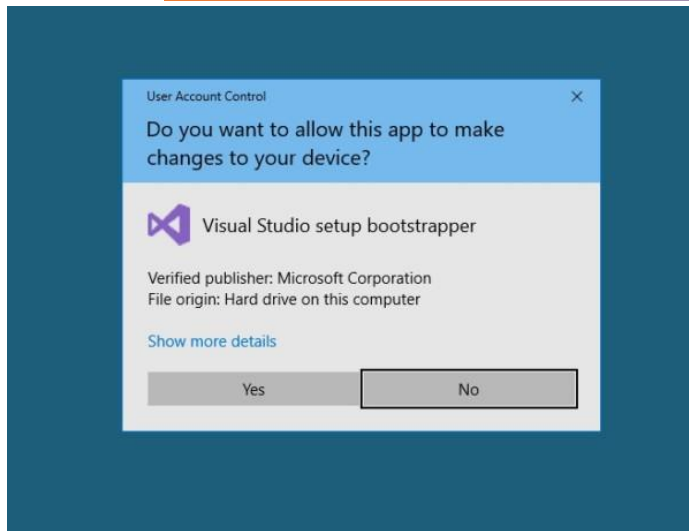 User Account Control
Do you want to allow this app to make
changes to your device?
Visual Studio setup bootstrapper
Verified publisher: Microsoft Corporation
File origin: Hard drive on this computer
Show more details
Yes
No